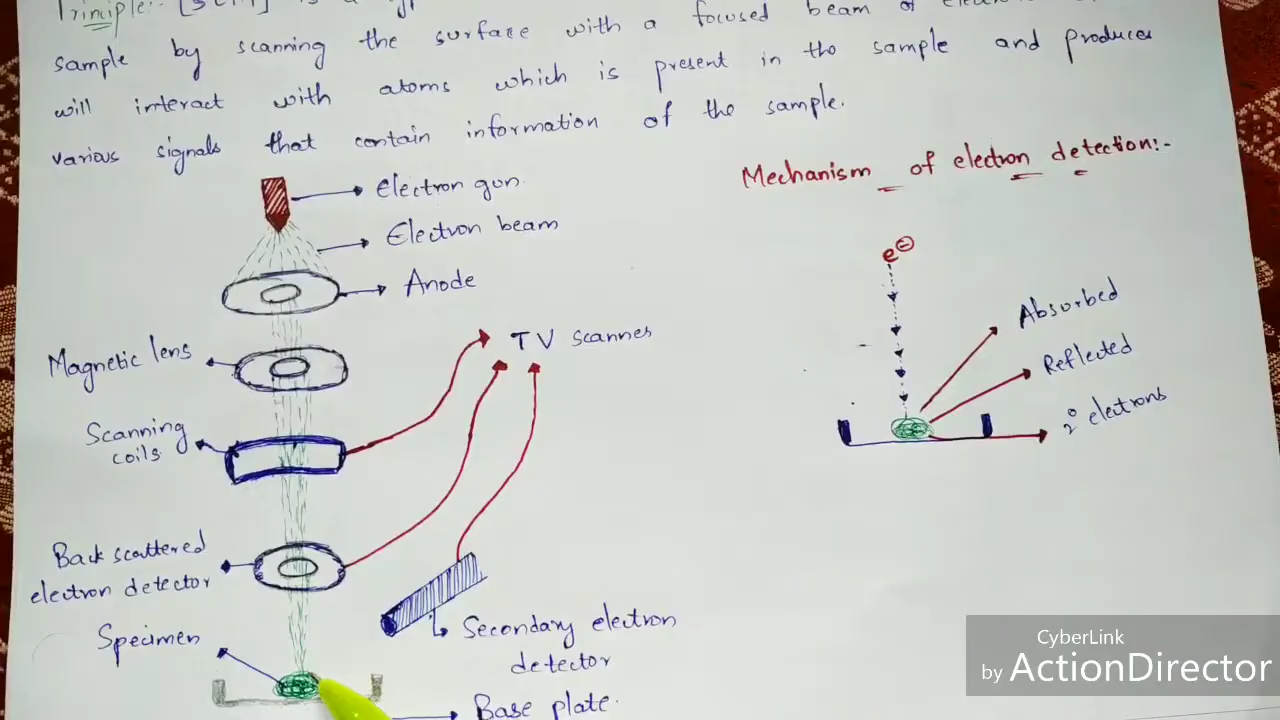 Priniple:- [SEM] is a
sample by scanning the surface with a focused beam of
will interact with atoms which is present in the sample and produces
various signals that contain information of the sample.
Mechanism of electron detection:-
Electron gun
Electron beam
Anode
Magnetic lens
TV scanner
Scanning
coils
Back scattered
electron detector
Specimen
Secondary electron
detector
Base plate
e⊖
Absorbed
Reflected
2° electrons
CyberLink
by ActionDirector